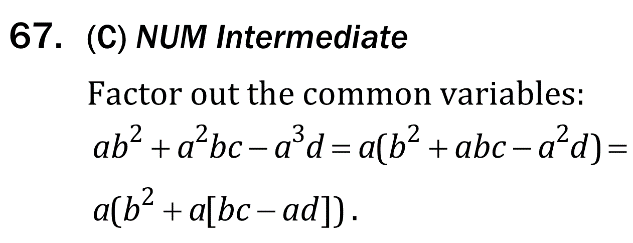 67. (C) NUM Intermediate
Factor out the common variables:
ab² + a²bc – a³d = a(b² + abc – a²d) =
a(b² + a[bc – ad]).